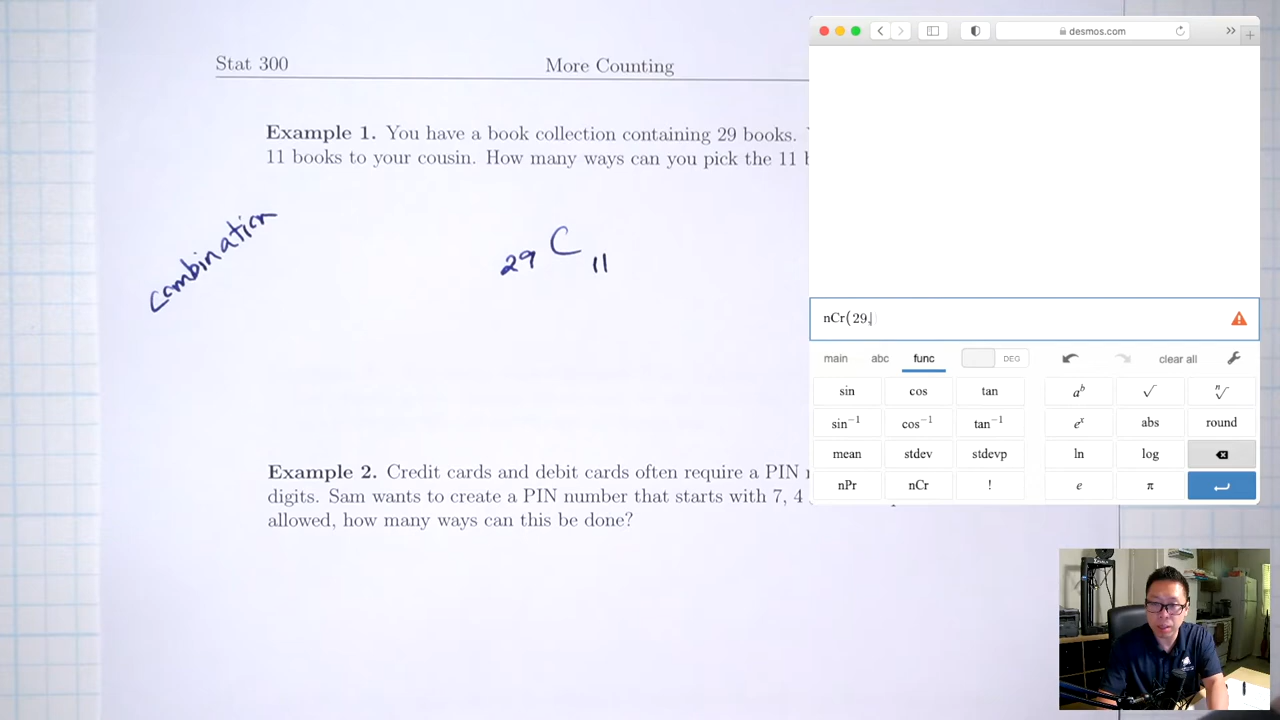 Stat 300
More Counting
Example 1. You have a book collection containing 29 books.
11 books to your cousin. How many ways can you pick the 11
combination
29 C 11
Example 2. Credit cards and debit cards often require a PIN
digits. Sam wants to create a PIN number that starts with 7, 4
allowed, how many ways can this be done?
desmos.com
nCr(29,
main abc func DEG clear all
sin cos tan aᵇ √ ⁿ√
sin⁻¹ cos⁻¹ tan⁻¹ eˣ abs round
mean stdev stdevp ln log
nPr nCr ! e π